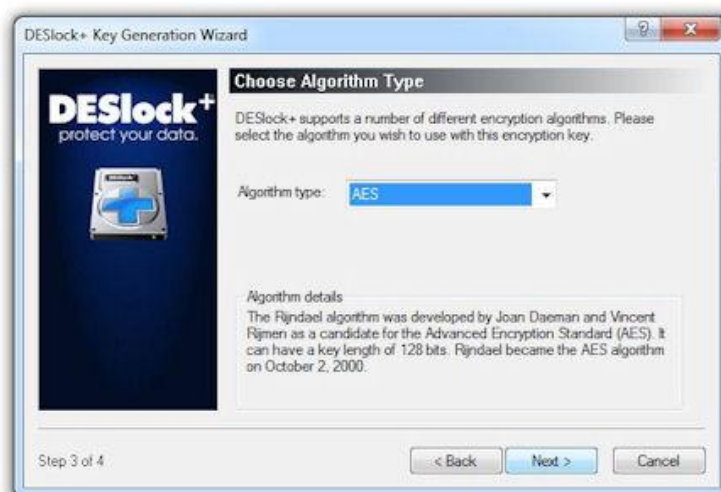 DESlock+ Key Generation Wizard
Choose Algorithm Type
DESlock+
protect your data.
DESlock+ supports a number of different encryption algorithms. Please
select the algorithm you wish to use with this encryption key.
Algorithm type:
AES
Algorithm details
The Rijndael algorithm was developed by Joan Daeman and Vincent
Rijmen as a candidate for the Advanced Encryption Standard (AES). It
can have a key length of 128 bits. Rijndael became the AES algorithm
on October 2, 2000.
Step 3 of 4
< Back
Next >
Cancel